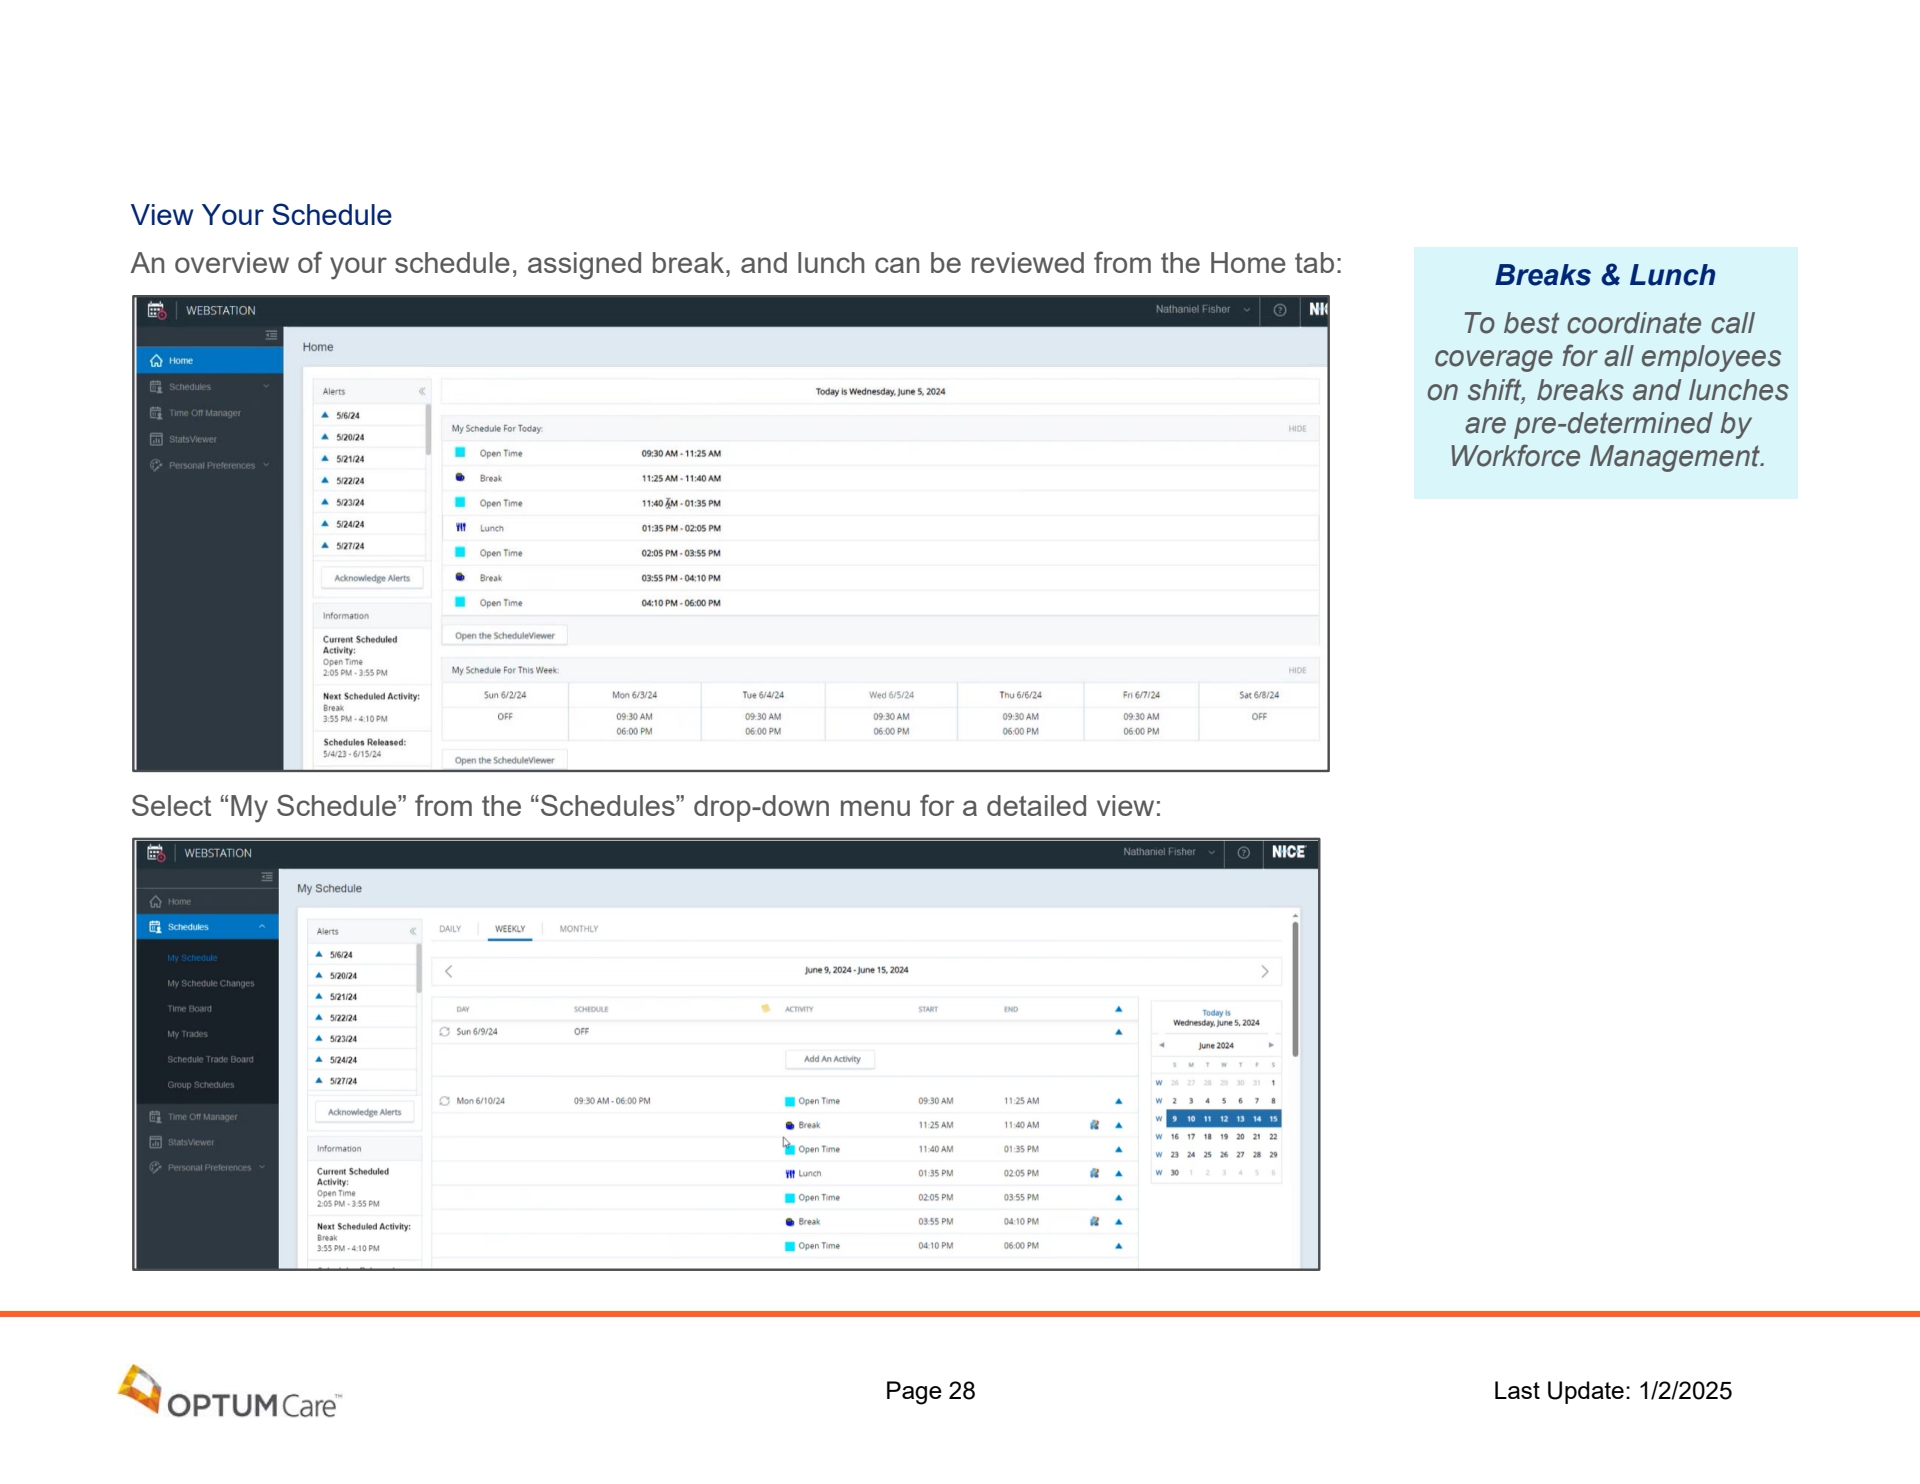 View Your Schedule
An overview of your schedule, assigned break, and lunch can be reviewed from the Home tab:
Breaks & Lunch
To best coordinate call
coverage for all employees
on shift, breaks and lunches
are pre-determined by
Workforce Management.
WEBSTATION
Nathaniel Fisher
Home
Schedules
Time Off Manager
StatsViewer
Personal Preferences
Home
Alerts
5/6/24
5/20/24
5/21/24
5/22/24
5/23/24
5/24/24
5/27/24
Acknowledge Alerts
Information
Current Scheduled
Activity:
Open Time
2:05 PM - 3:55 PM
Next Scheduled Activity:
Break
3:55 PM - 4:10 PM
Schedules Released:
5/4/23 - 6/15/24
Today is Wednesday, June 5, 2024
My Schedule For Today: HIDE
Open Time 09:30 AM - 11:25 AM
Break 11:25 AM - 11:40 AM
Open Time 11:40 AM - 01:35 PM
Lunch 01:35 PM - 02:05 PM
Open Time 02:05 PM - 03:55 PM
Break 03:55 PM - 04:10 PM
Open Time 04:10 PM - 06:00 PM
Open the ScheduleViewer
My Schedule For This Week: HIDE
Sun 6/2/24 Mon 6/3/24 Tue 6/4/24 Wed 6/5/24 Thu 6/6/24 Fri 6/7/24 Sat 6/8/24
OFF 09:30 AM 09:30 AM 09:30 AM 09:30 AM 09:30 AM OFF
06:00 PM 06:00 PM 06:00 PM 06:00 PM 06:00 PM
Open the ScheduleViewer
Select “My Schedule” from the “Schedules” drop-down menu for a detailed view:
WEBSTATION
Nathaniel Fisher
NICE
Home
Schedules
My Schedule
My Schedule Changes
Time Board
My Trades
Schedule Trade Board
Group Schedules
Time Off Manager
StatsViewer
Personal Preferences
My Schedule
Alerts
5/6/24
5/20/24
5/21/24
5/22/24
5/23/24
5/24/24
5/27/24
Acknowledge Alerts
Information
Current Scheduled
Activity:
Open Time
2:05 PM - 3:55 PM
Next Scheduled Activity:
Break
3:55 PM - 4:10 PM
DAILY WEEKLY MONTHLY
June 9, 2024 - June 15, 2024
DAY SCHEDULE ACTIVITY START END
Sun 6/9/24 OFF
Add An Activity
Mon 6/10/24 09:30 AM - 06:00 PM Open Time 09:30 AM 11:25 AM
Break 11:25 AM 11:40 AM
Open Time 11:40 AM 01:35 PM
Lunch 01:35 PM 02:05 PM
Open Time 02:05 PM 03:55 PM
Break 03:55 PM 04:10 PM
Open Time 04:10 PM 06:00 PM
Today is
Wednesday, June 5, 2024
June 2024
S M T W T F S
W 26 27 28 29 30 31 1
W 2 3 4 5 6 7 8
W 9 10 11 12 13 14 15
W 16 17 18 19 20 21 22
W 23 24 25 26 27 28 29
W 30 1 2 3 4 5 6
OPTUM Care™
Page 28
Last Update: 1/2/2025